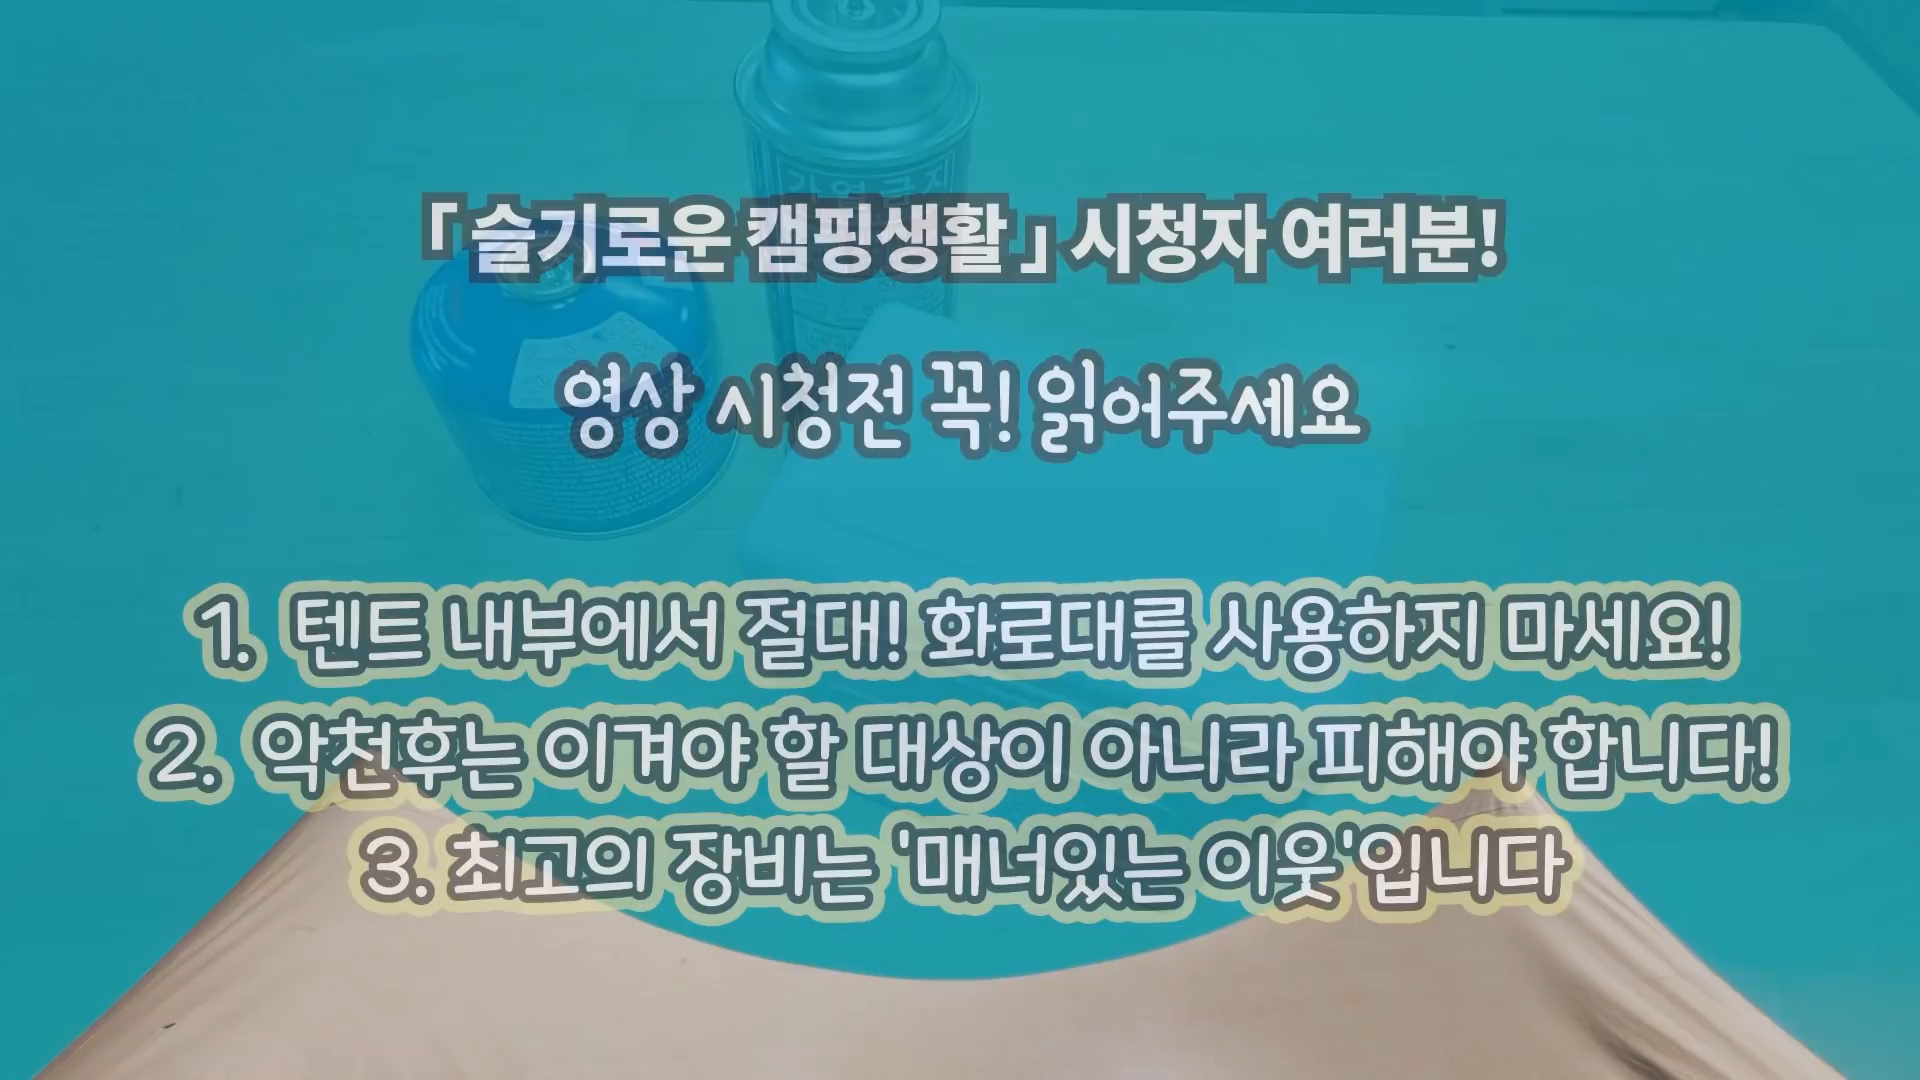 「슬기로운 캠핑생활」 시청자 여러분!
영상 시청전 꼭! 읽어주세요
1. 텐트 내부에서 절대! 화로대를 사용하지 마세요!
2. 악천후는 이겨야 할 대상이 아니라 피해야 합니다!
3. 최고의 장비는 '매너있는 이웃'입니다